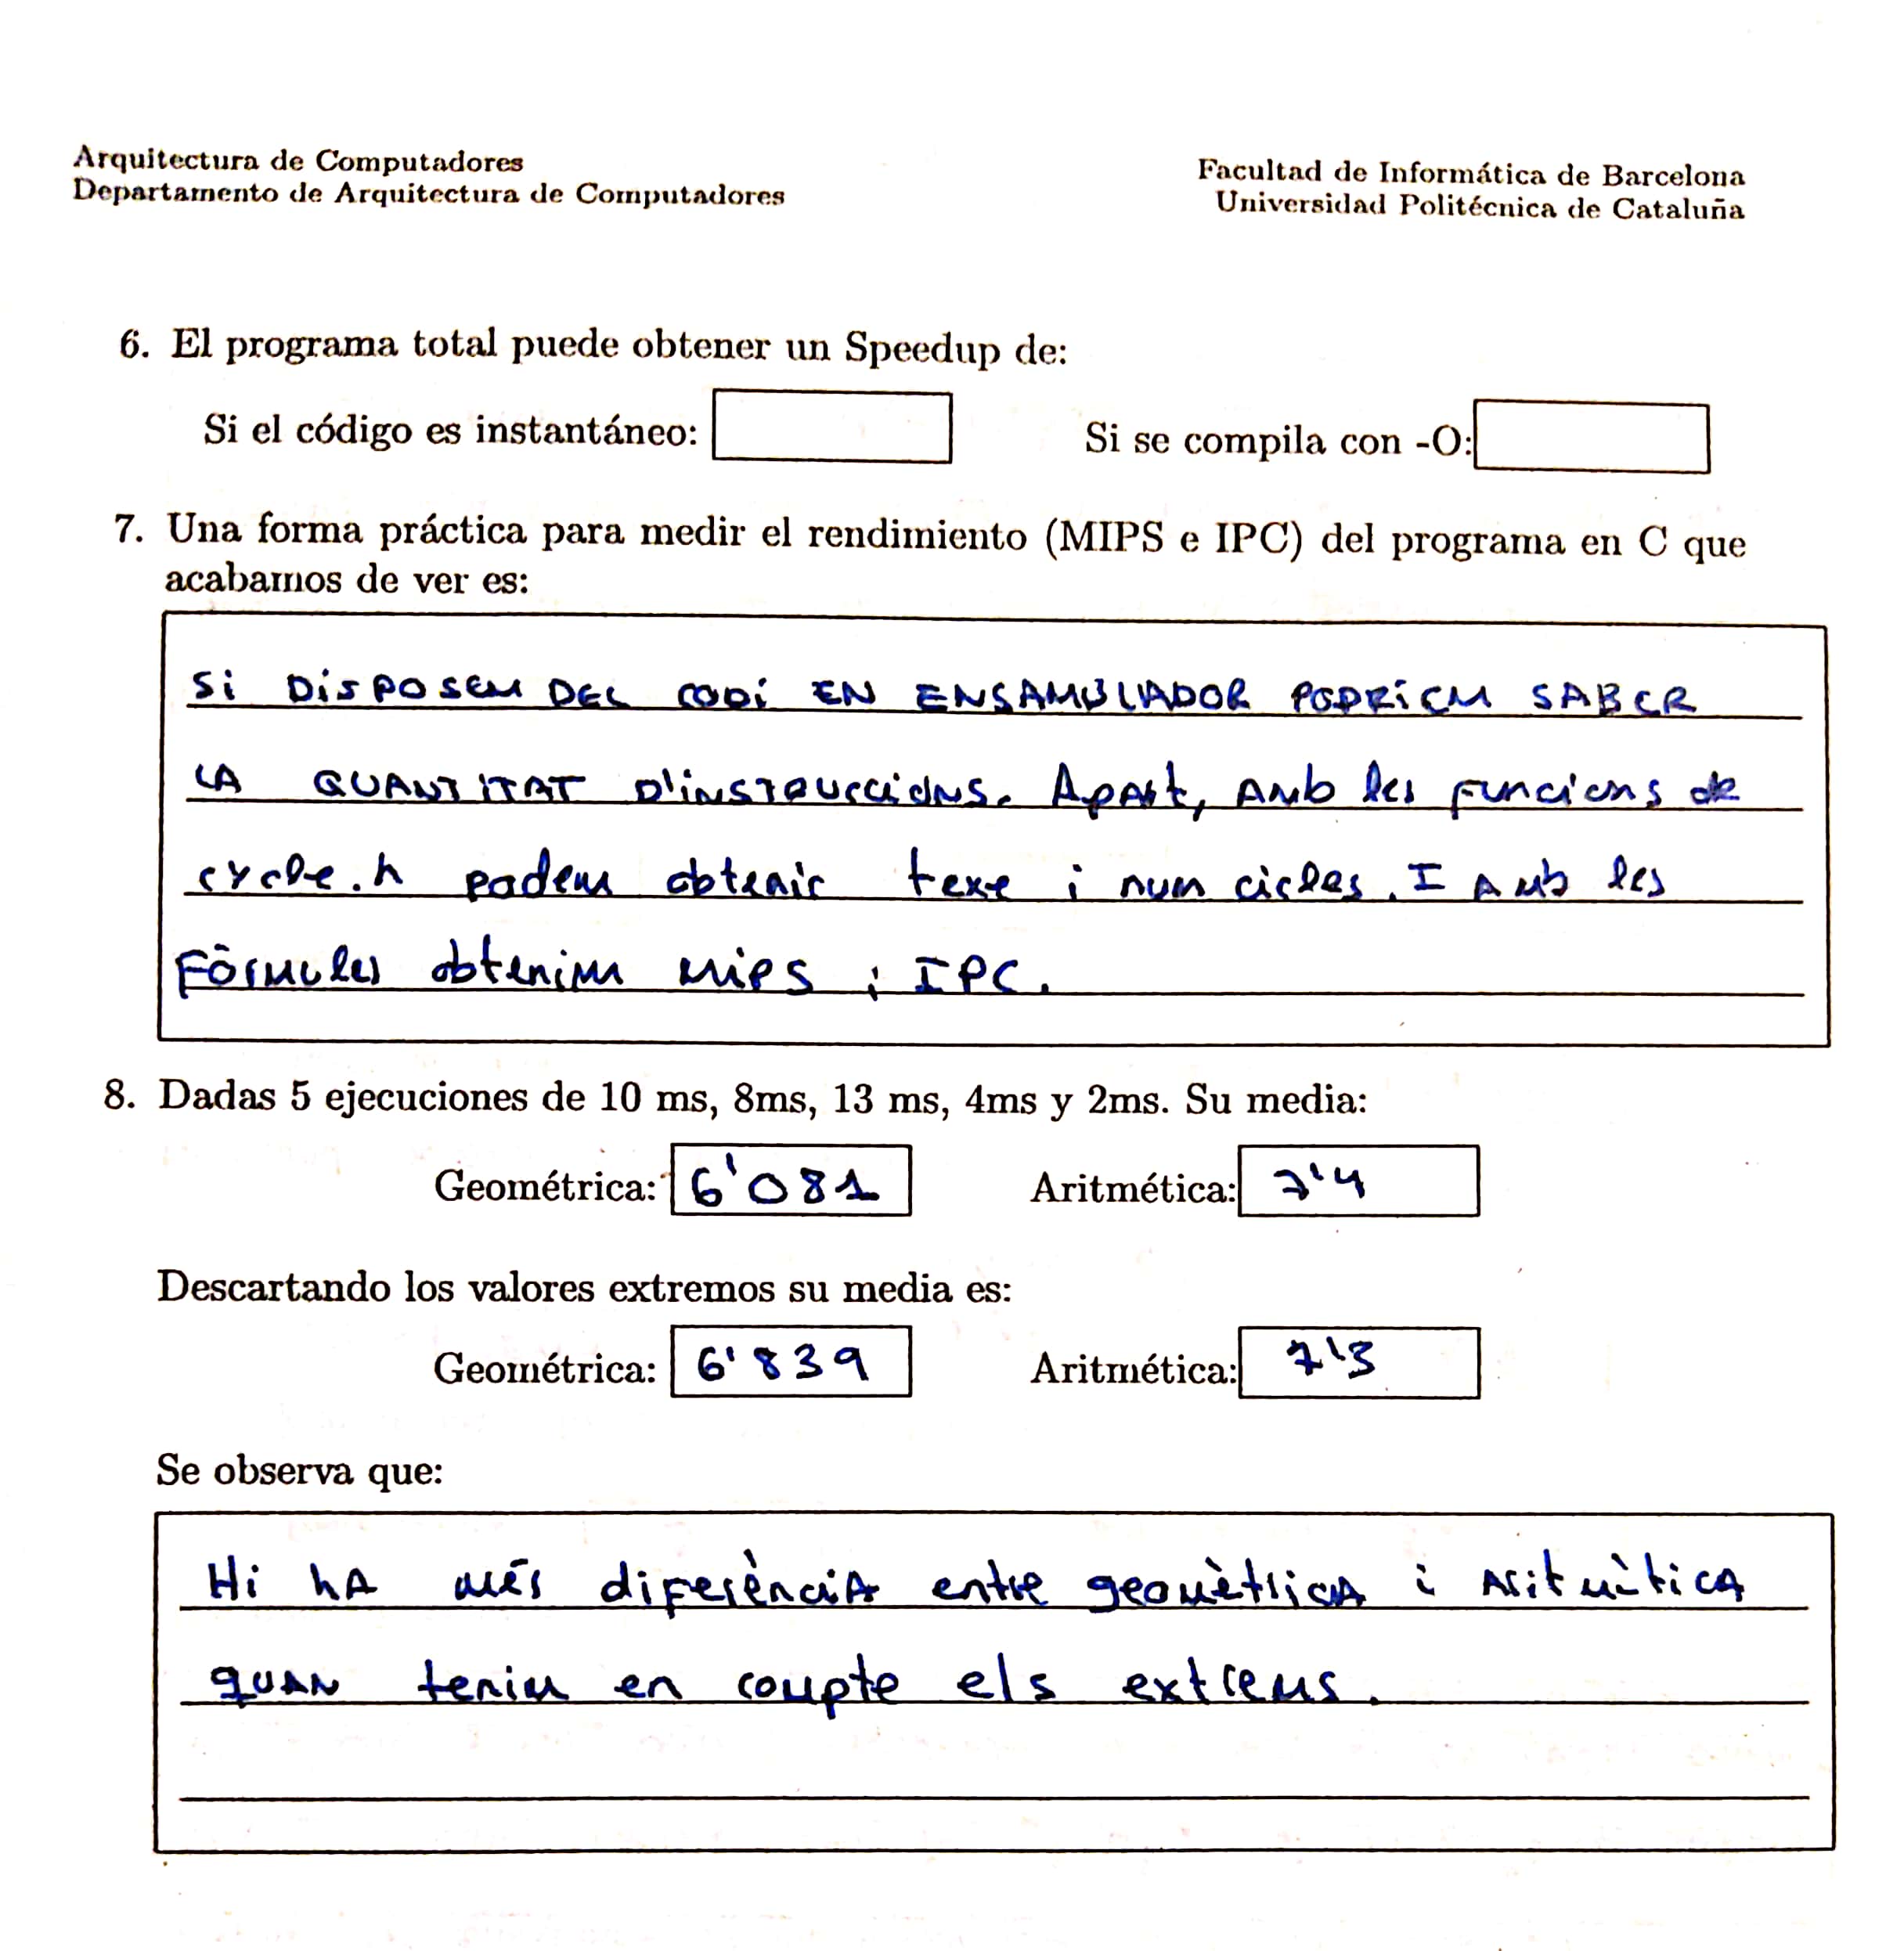 Arquitectura de Computadores
Departamento de Arquitectura de Computadores
Facultad de Informática de Barcelona
Universidad Politécnica de Cataluña
6. El programa total puede obtener un Speedup de:
Si el código es instantáneo: Si se compila con -O:
7. Una forma práctica para medir el rendimiento (MIPS e IPC) del programa en C que
acabamos de ver es:
Si DISPOSEM DEL CODi EN ENSAMBLADOR PODRÍEM SABER
LA QUANTITAT D'iNSTRUCCiONS. Apart, AMb les funcions de
cycle.h podem obtenir texe i num cicles. I AMb les
Fòrmules obtenim MIPS i IPC.
8. Dadas 5 ejecuciones de 10 ms, 8ms, 13 ms, 4ms y 2ms. Su media:
Geométrica: 6'081 Aritmética: 7'4
Descartando los valores extremos su media es:
Geométrica: 6'839 Aritmética: 7'3
Se observa que:
Hi hA més diferènciA entre geomètricA i Aritmètica
quAN tenim en compte els extrems.